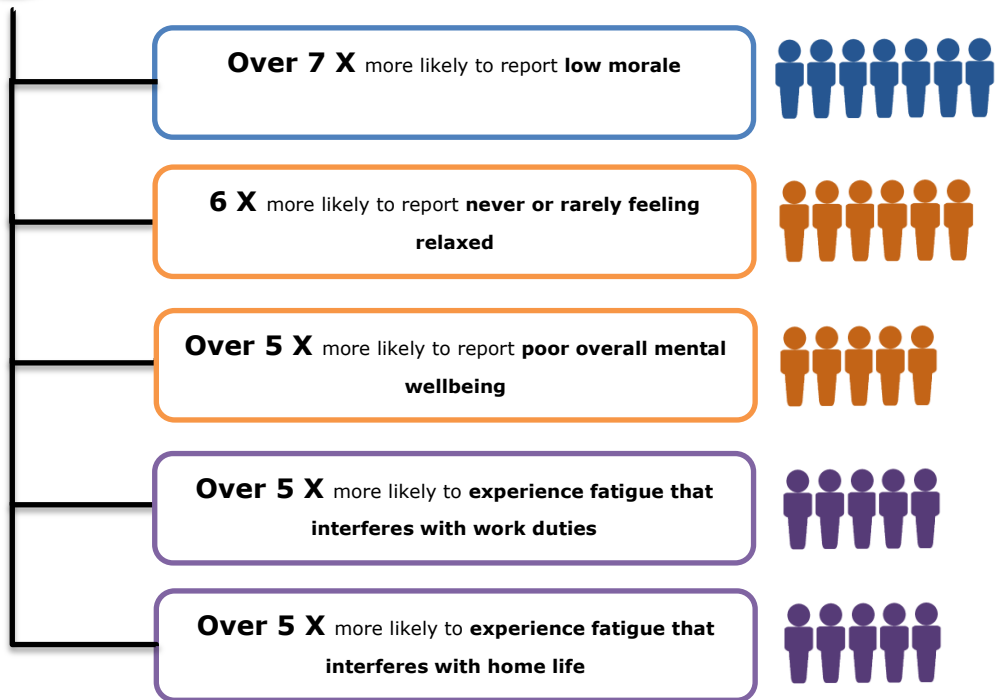 Over 7 X more likely to report low morale
6 X more likely to report never or rarely feeling
relaxed
Over 5 X more likely to report poor overall mental
wellbeing
Over 5 X more likely to experience fatigue that
interferes with work duties
Over 5 X more likely to experience fatigue that
interferes with home life